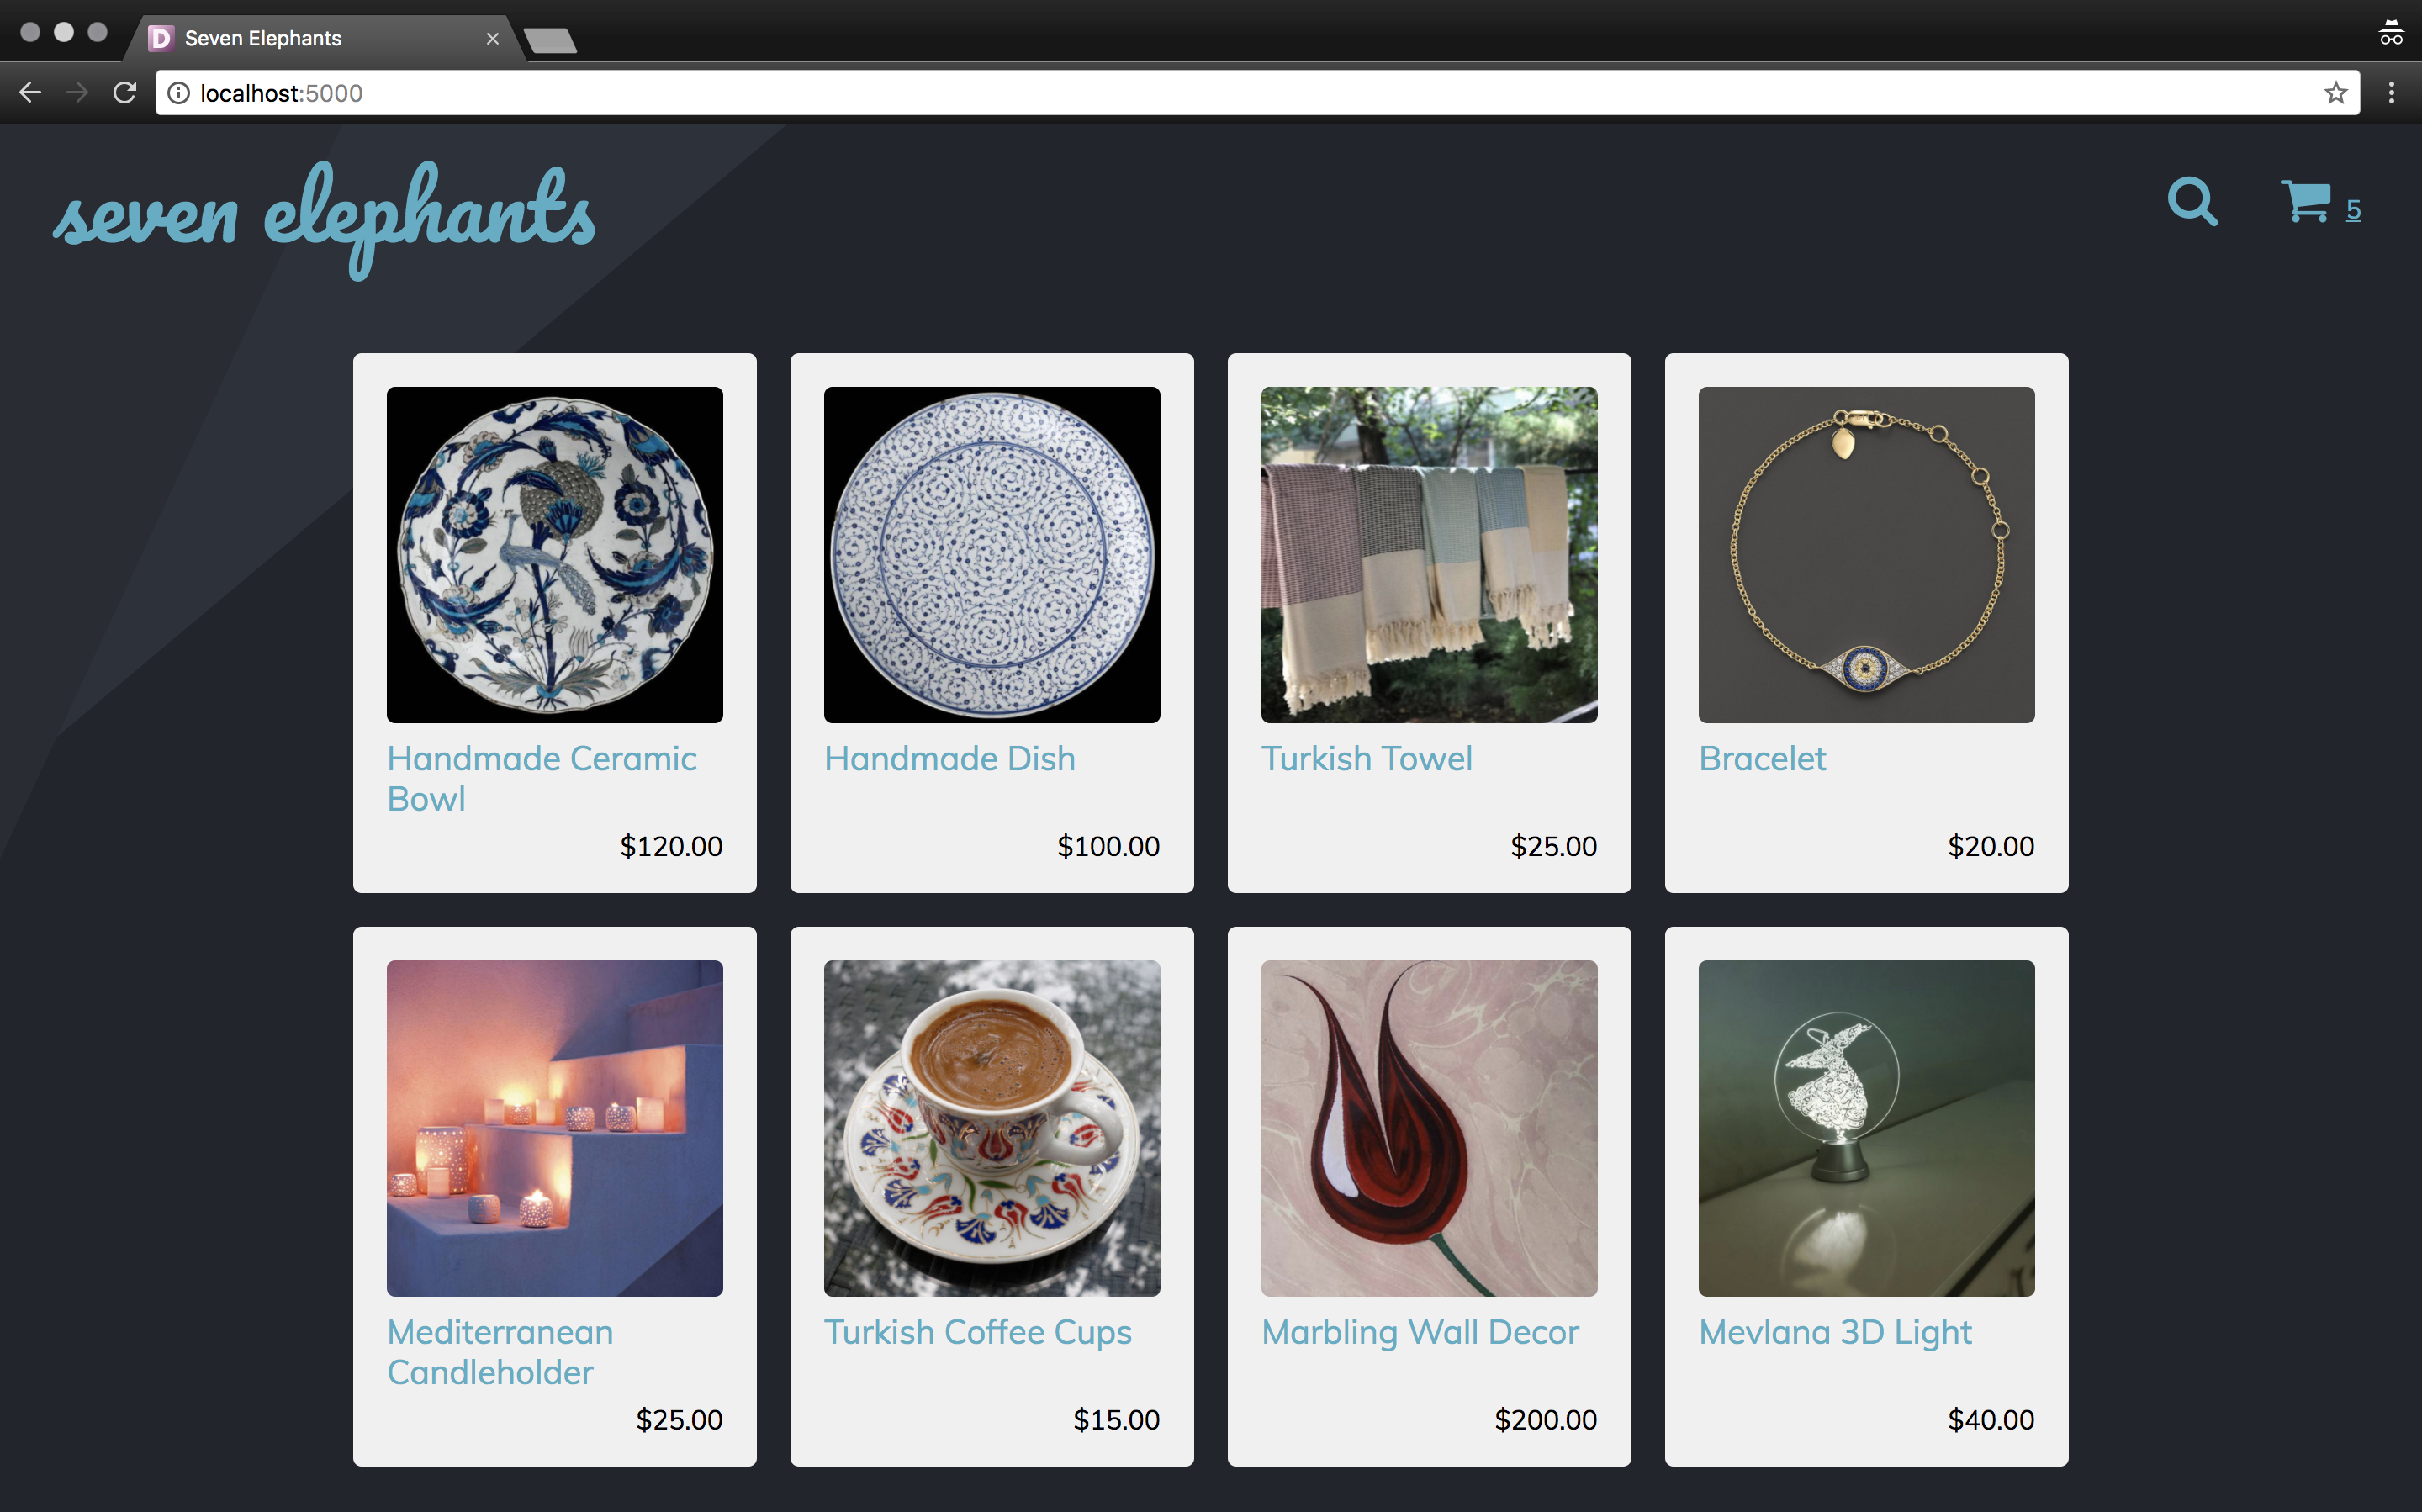 D Seven Elephants
localhost:5000
seven elephants
5
Handmade Ceramic
Bowl
$120.00
Handmade Dish
$100.00
Turkish Towel
$25.00
Bracelet
$20.00
Mediterranean
Candleholder
$25.00
Turkish Coffee Cups
$15.00
Marbling Wall Decor
$200.00
Mevlana 3D Light
$40.00